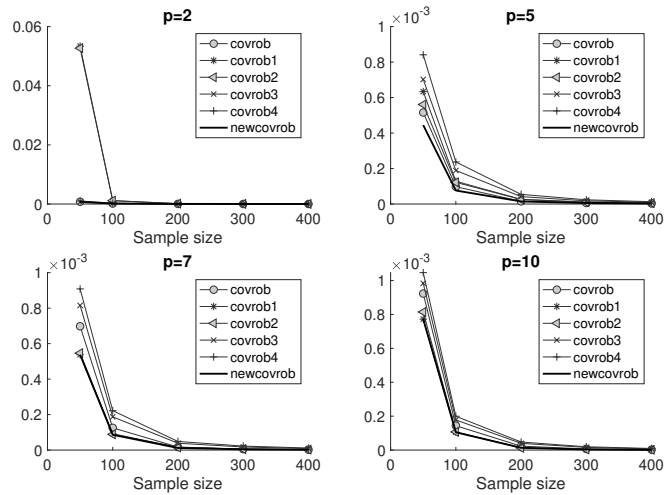 p=2
0.06
0.04
0.02
0
0
100
200
300
400
Sample size
covrob
covrob1
covrob2
covrob3
covrob4
newcovrob
p=5
×10^-3
1
0.8
0.6
0.4
0.2
0
0
100
200
300
400
Sample size
covrob
covrob1
covrob2
covrob3
covrob4
newcovrob
p=7
×10^-3
1
0.8
0.6
0.4
0.2
0
0
100
200
300
400
Sample size
covrob
covrob1
covrob2
covrob3
covrob4
newcovrob
p=10
×10^-3
1
0.8
0.6
0.4
0.2
0
0
100
200
300
400
Sample size
covrob
covrob1
covrob2
covrob3
covrob4
newcovrob